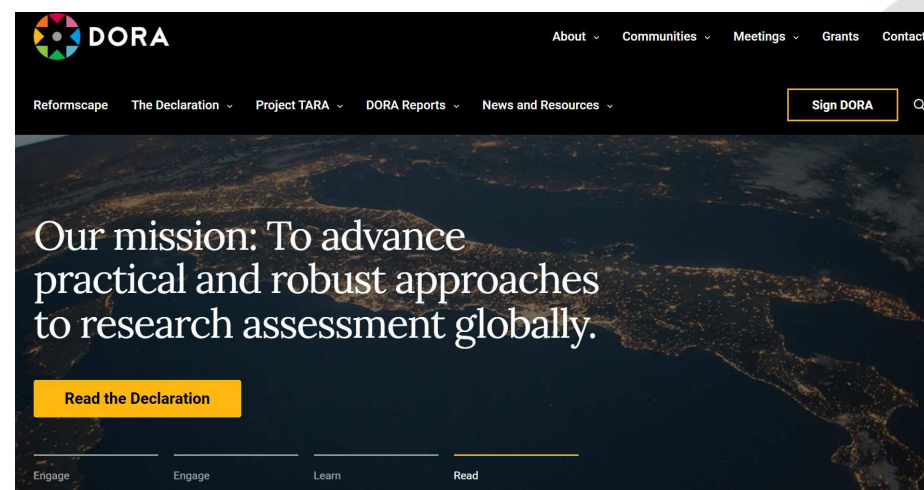 DORA
About
Communities
Meetings
Grants
Contact
Reformscape
The Declaration
Project TARA
DORA Reports
News and Resources
Sign DORA
Our mission: To advance
practical and robust approaches
to research assessment globally.
Read the Declaration
Engage
Engage
Learn
Read